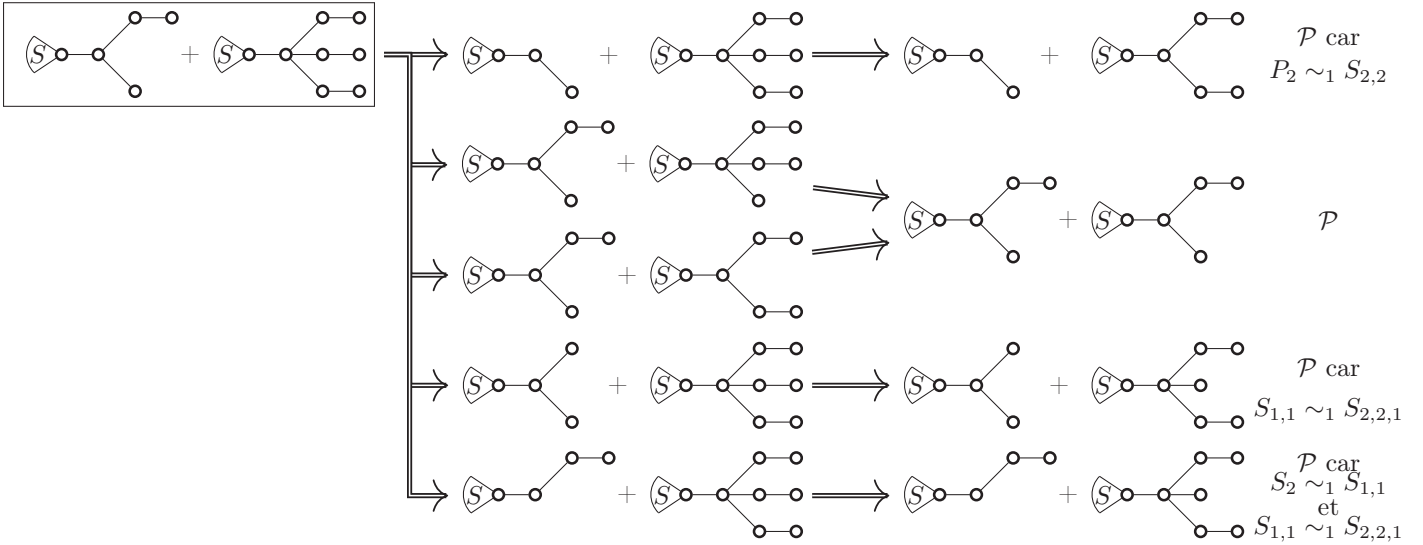 S + S S + S S + S
𝒫 car
P₂ ∼₁ S₂,₂
S + S
S + S
𝒫
S + S
S + S S + S
𝒫 car
S₁,₁ ∼₁ S₂,₂,₁
S + S S + S
𝒫 car
S₂ ∼₁ S₁,₁
et
S₁,₁ ∼₁ S₂,₂,₁